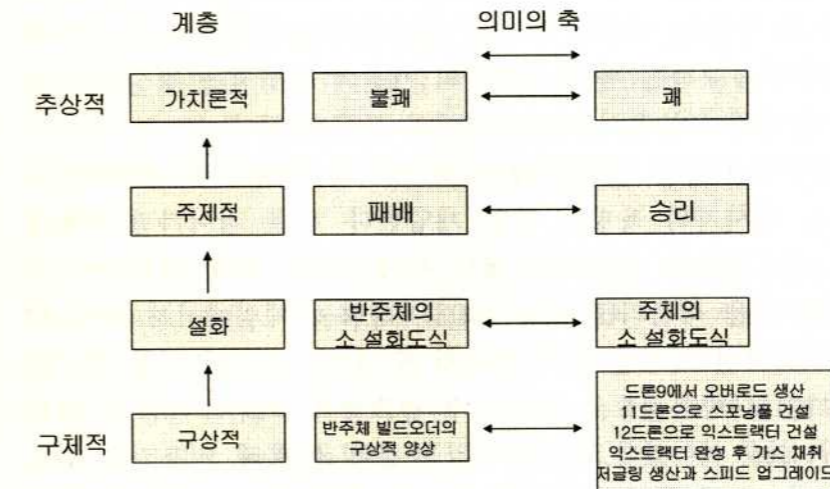 계층
의미의 축
추상적
가치론적
불쾌
쾌
주제적
패배
승리
설화
반주체의
소 설화도식
주체의
소 설화도식
구체적
구상적
반주체 빌드오더의
구상적 양상
드론9에서 오버로드 생산
11드론으로 스포닝풀 건설
12드론으로 익스트랙터 건설
익스트랙터 완성 후 가스 채취
저글링 생산과 스피드 업그레이드